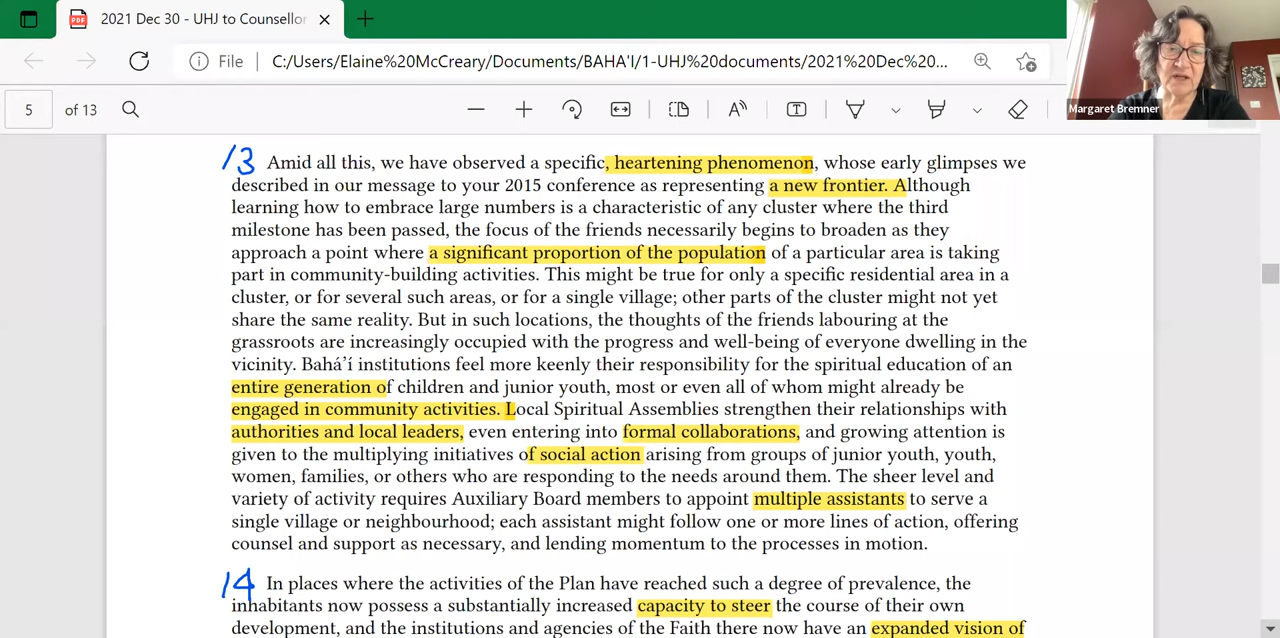 2021 Dec 30 - UHJ to Counsellor
File
C:/Users/Elaine%20McCreary/Documents/BAHA'I/1-UHJ%20documents/2021%20Dec%20...
5 of 13
Margaret Bremner
13 Amid all this, we have observed a specific, heartening phenomenon, whose early glimpses we
described in our message to your 2015 conference as representing a new frontier. Although
learning how to embrace large numbers is a characteristic of any cluster where the third
milestone has been passed, the focus of the friends necessarily begins to broaden as they
approach a point where a significant proportion of the population of a particular area is taking
part in community-building activities. This might be true for only a specific residential area in a
cluster, or for several such areas, or for a single village; other parts of the cluster might not yet
share the same reality. But in such locations, the thoughts of the friends labouring at the
grassroots are increasingly occupied with the progress and well-being of everyone dwelling in the
vicinity. Bahá’í institutions feel more keenly their responsibility for the spiritual education of an
entire generation of children and junior youth, most or even all of whom might already be
engaged in community activities. Local Spiritual Assemblies strengthen their relationships with
authorities and local leaders, even entering into formal collaborations, and growing attention is
given to the multiplying initiatives of social action arising from groups of junior youth, youth,
women, families, or others who are responding to the needs around them. The sheer level and
variety of activity requires Auxiliary Board members to appoint multiple assistants to serve a
single village or neighbourhood; each assistant might follow one or more lines of action, offering
counsel and support as necessary, and lending momentum to the processes in motion.
14 In places where the activities of the Plan have reached such a degree of prevalence, the
inhabitants now possess a substantially increased capacity to steer the course of their own
development, and the institutions and agencies of the Faith there now have an expanded vision of